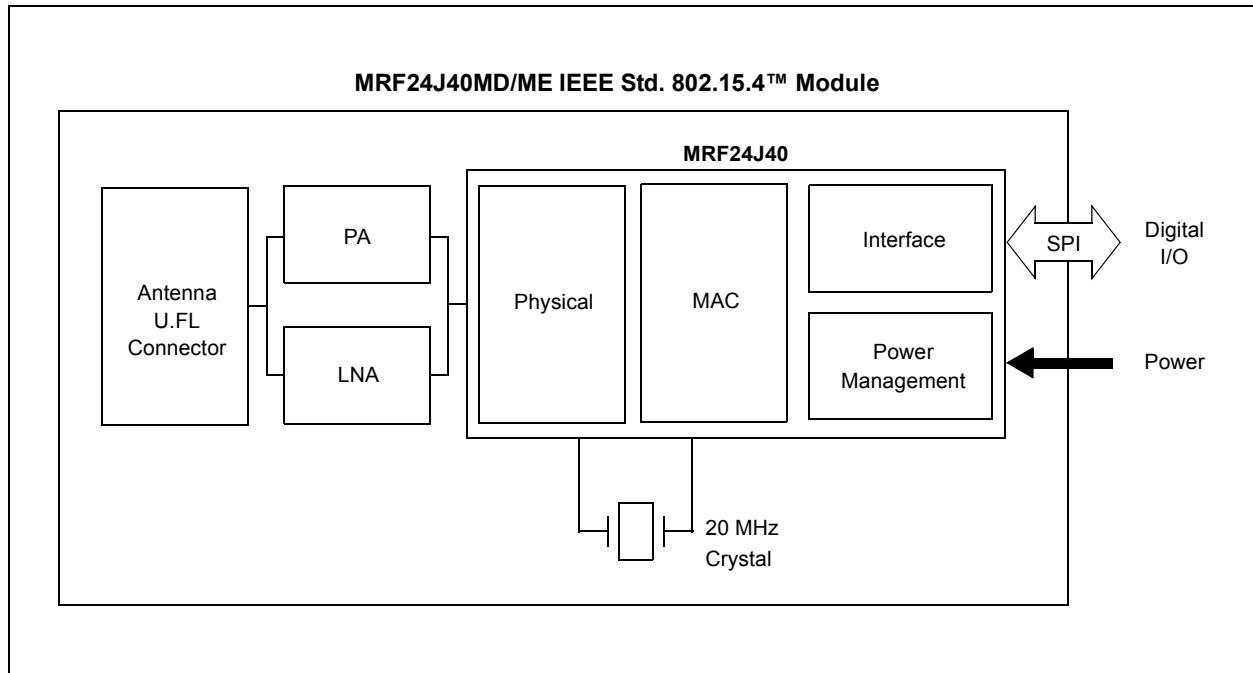 MRF24J40MD/ME IEEE Std. 802.15.4™ Module
MRF24J40
Antenna
U.FL
Connector
PA
LNA
Physical
MAC
Interface
Power
Management
SPI
Digital
I/O
Power
20 MHz
Crystal